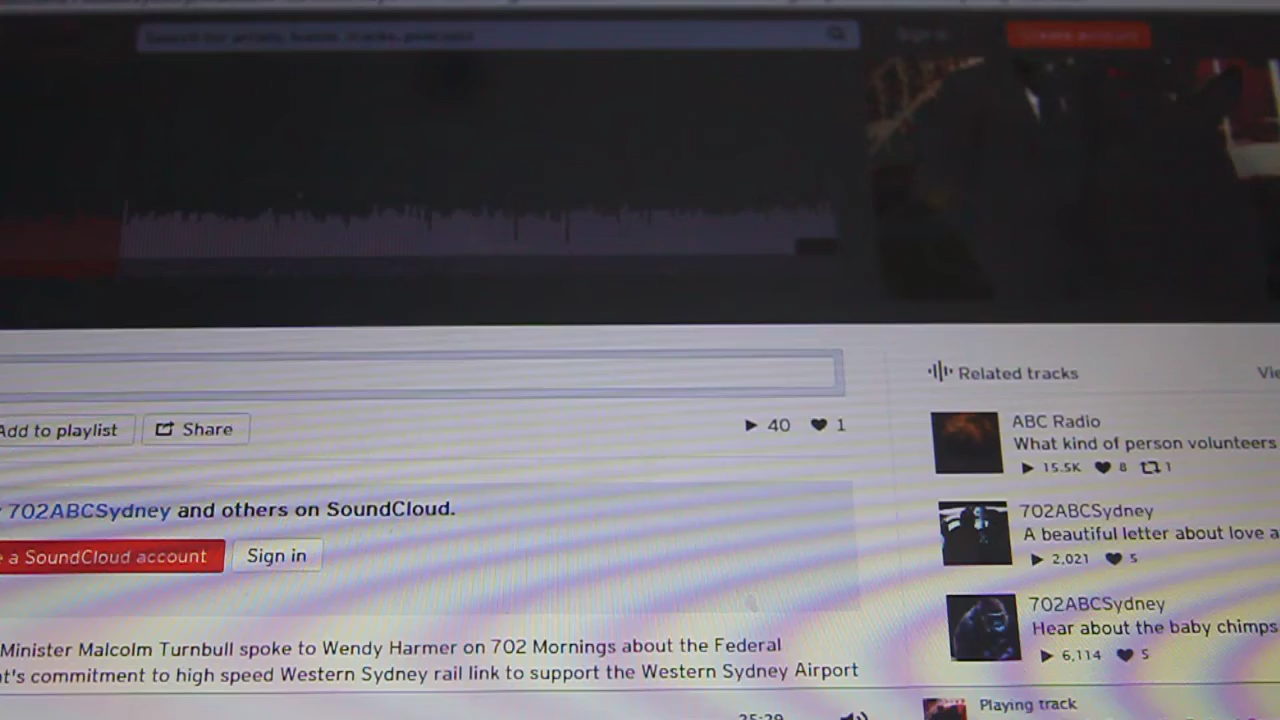 Add to playlist
Share
40
1
702ABCSydney and others on SoundCloud.
a SoundCloud account
Sign in
Minister Malcolm Turnbull spoke to Wendy Harmer on 702 Mornings about the Federal
t's commitment to high speed Western Sydney rail link to support the Western Sydney Airport
Related tracks
ABC Radio
What kind of person volunteers
15.5K 8 1
702ABCSydney
A beautiful letter about love a
2,021 5
702ABCSydney
Hear about the baby chimps
6,114 5
Playing track